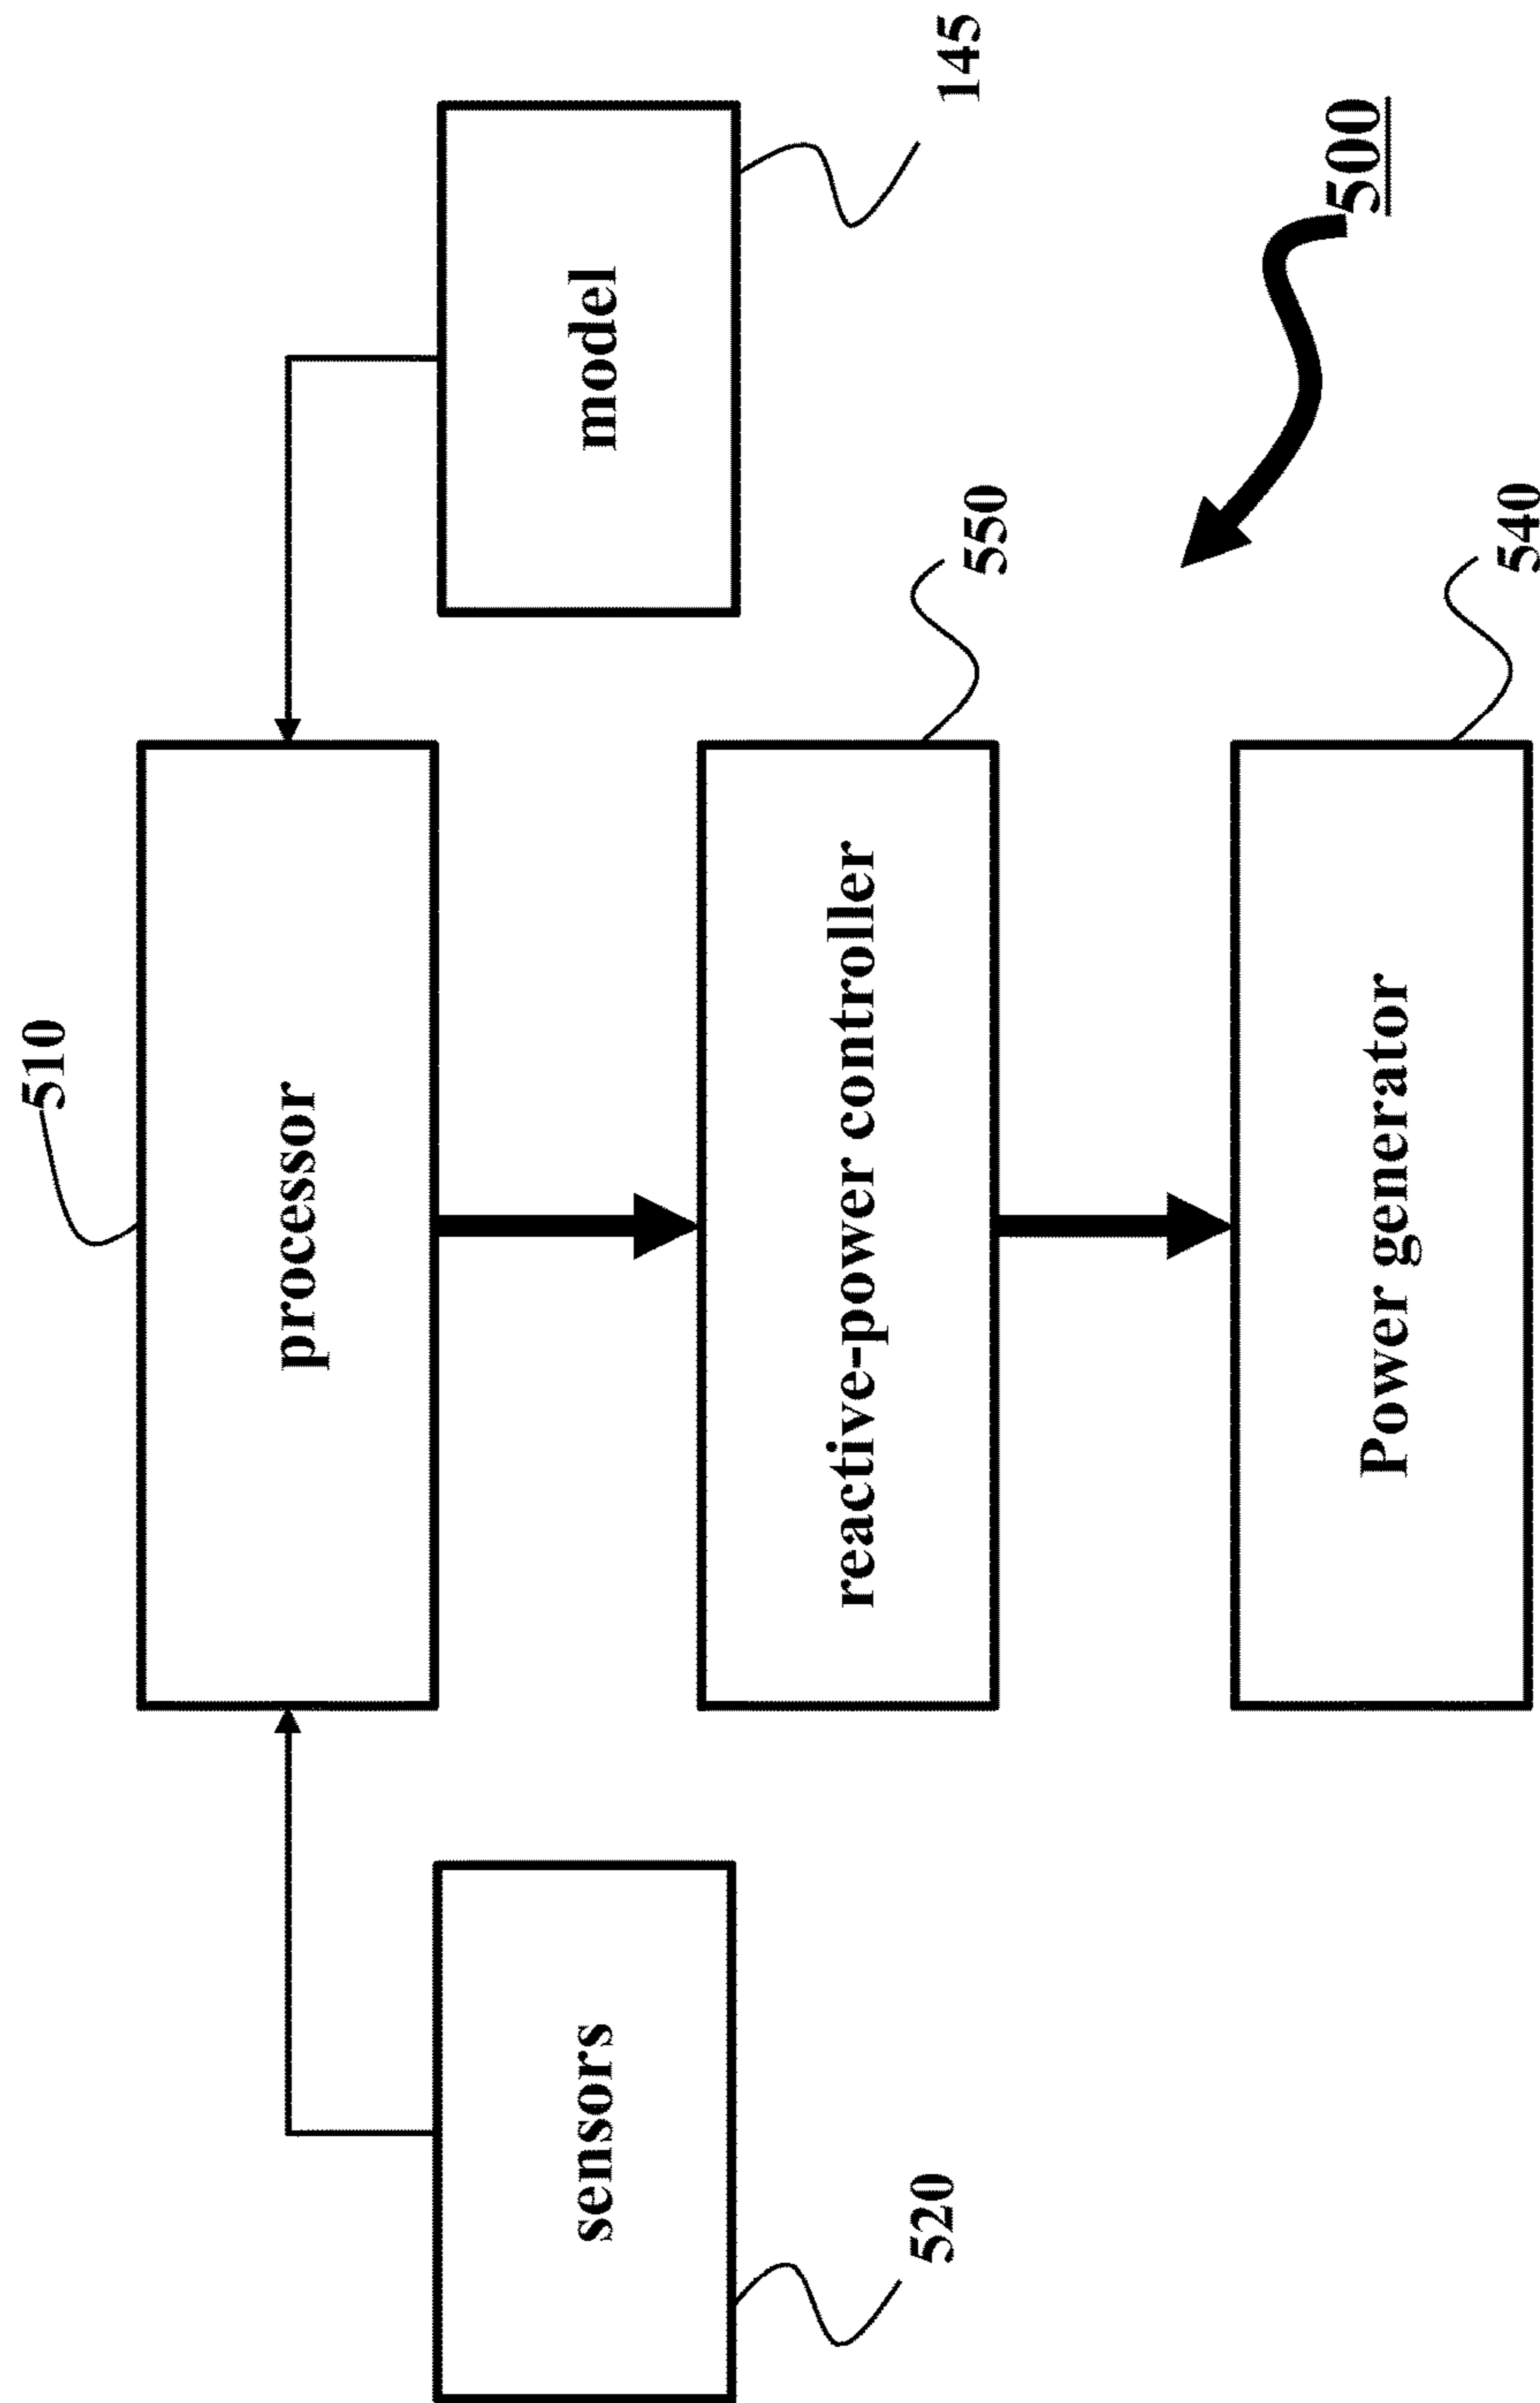 510
processor
sensors
model
520
145
reactive-power controller
550
500
Power generator
540